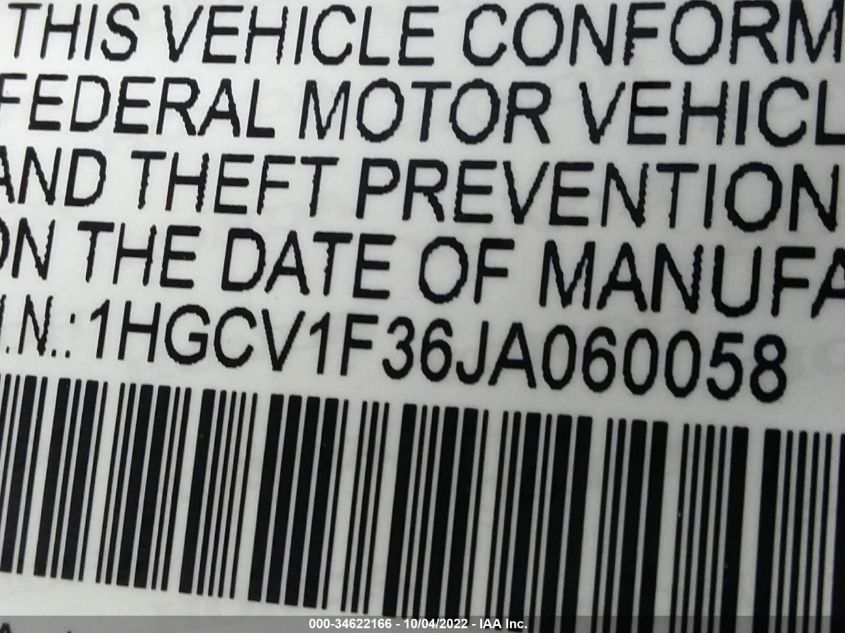 THIS VEHICLE CONFORM
FEDERAL MOTOR VEHICL
AND THEFT PREVENTION
ON THE DATE OF MANUFA
I.N.:1HGCV1F36JA060058
000-34622166 - 10/04/2022 - IAA Inc.